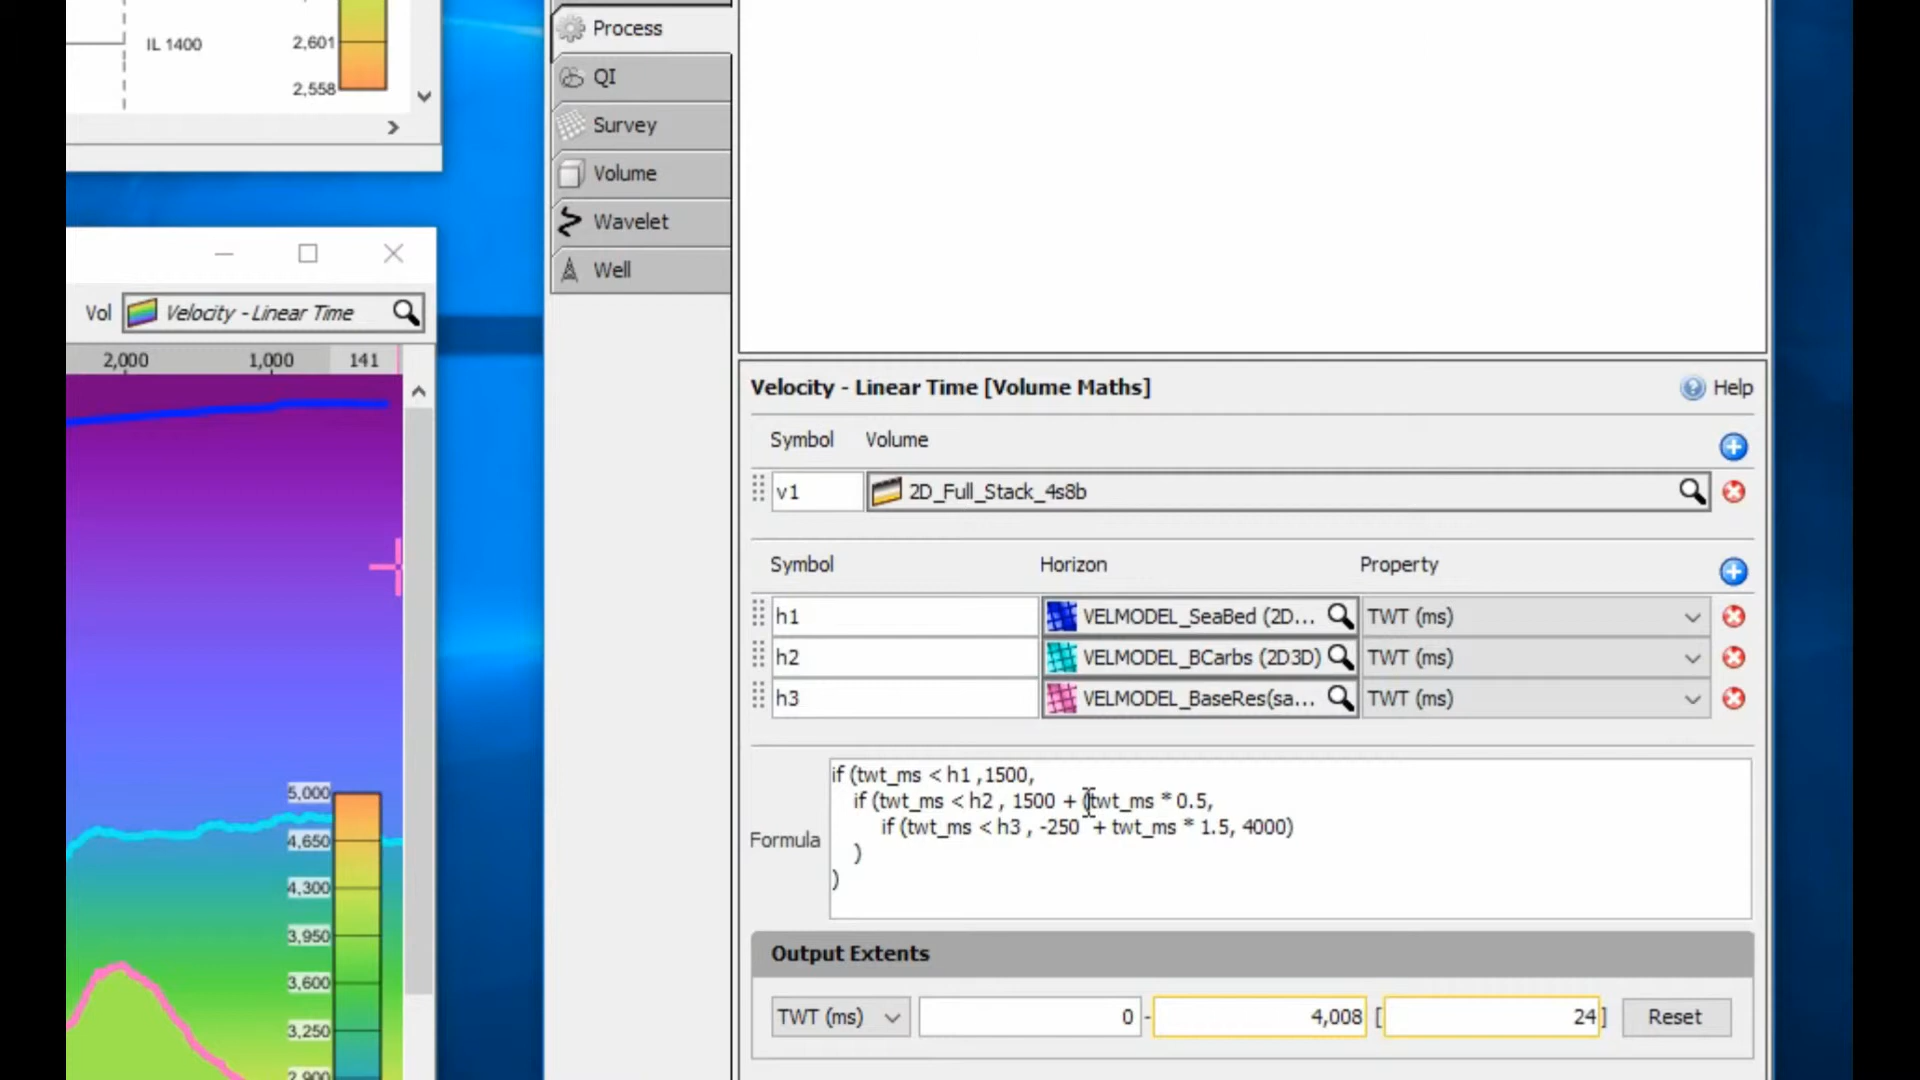 IL 1400
2,601
2,558
Process
QI
Survey
Volume
Wavelet
Well
Vol Velocity - Linear Time
2,000 1,000 141
5,000
4,650
4,300
3,950
3,600
3,250
2,900
Velocity - Linear Time [Volume Maths] Help
Symbol Volume
v1 2D_Full_Stack_4s8b
Symbol Horizon Property
h1 VELMODEL_SeaBed (2D... TWT (ms)
h2 VELMODEL_BCarbs (2D3D) TWT (ms)
h3 VELMODEL_BaseRes(sa... TWT (ms)
Formula
if (twt_ms < h1 ,1500,
if (twt_ms < h2 , 1500 + (twt_ms * 0.5,
if (twt_ms < h3 , -250 + twt_ms * 1.5, 4000)
)
)
Output Extents
TWT (ms) 0 - 4,008 [ 24 ] Reset